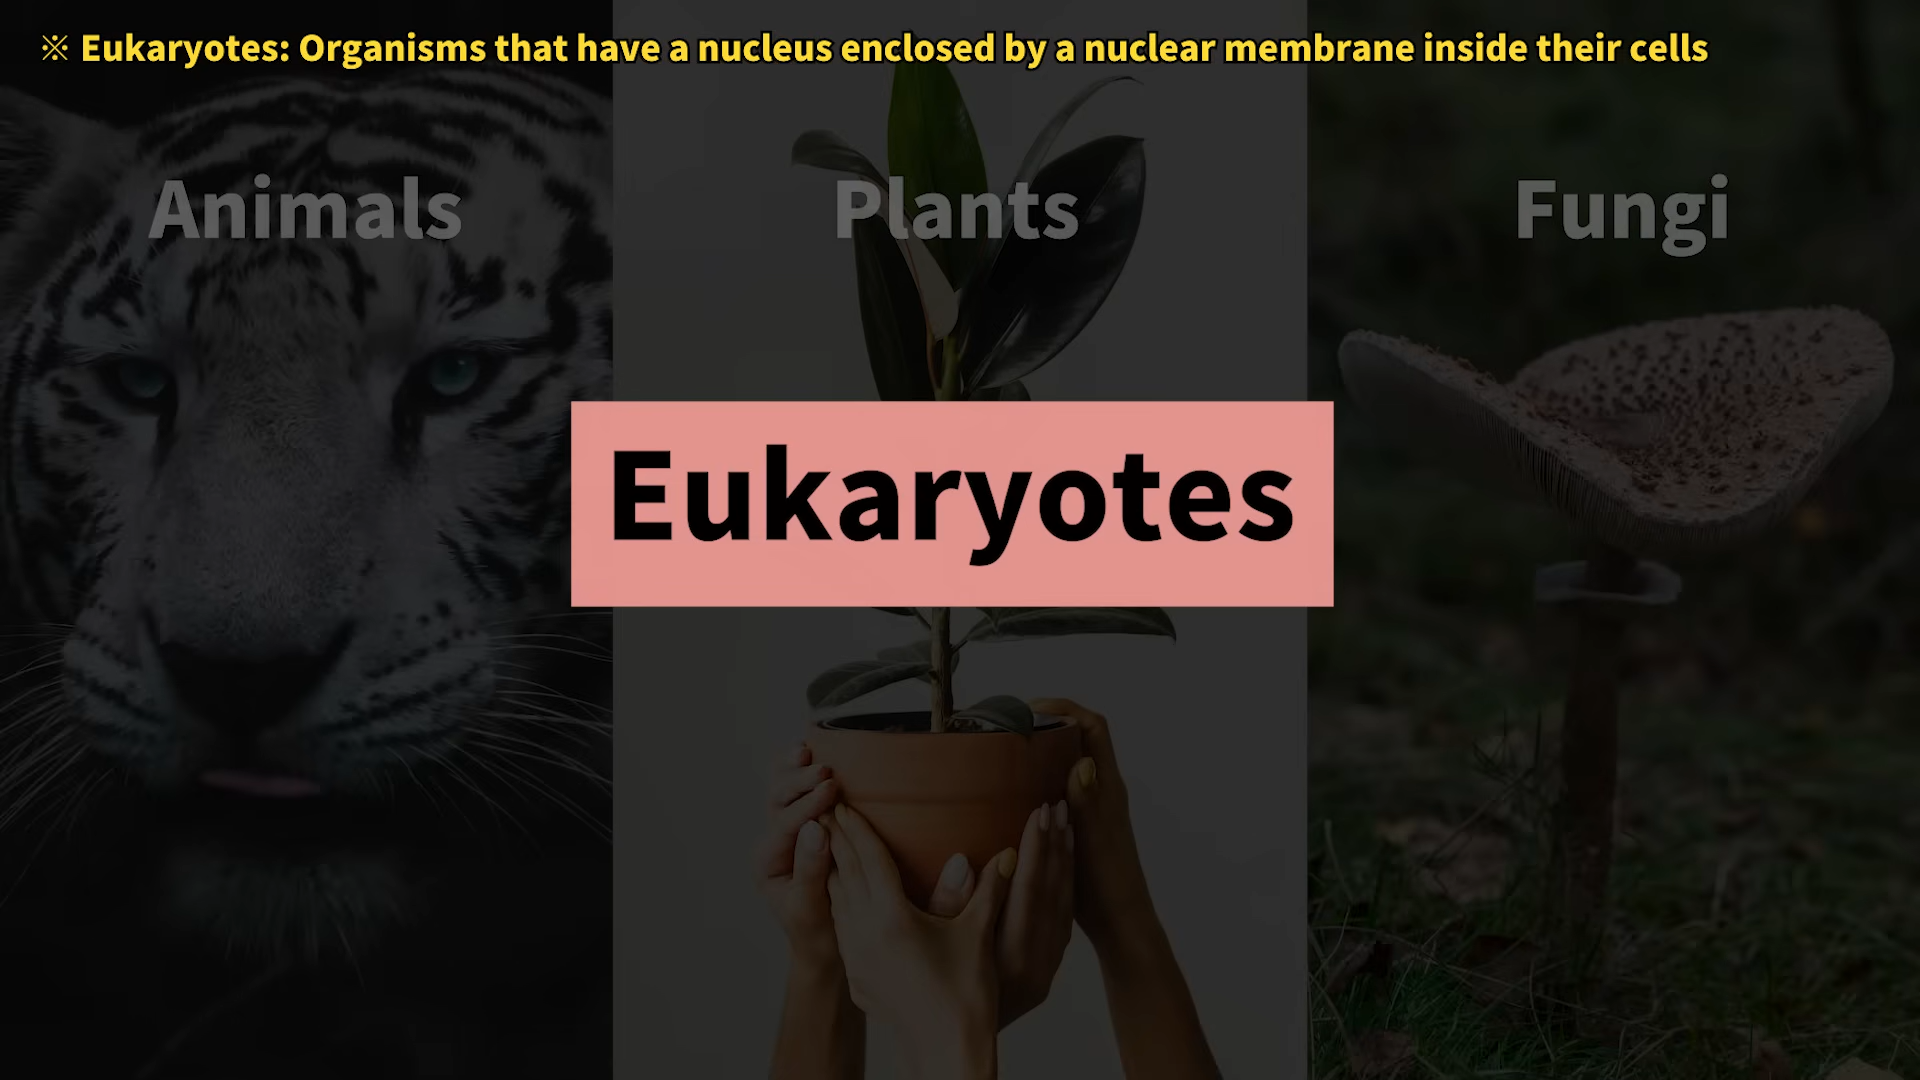 ※ Eukaryotes: Organisms that have a nucleus enclosed by a nuclear membrane inside their cells
Animals
Plants
Fungi
Eukaryotes